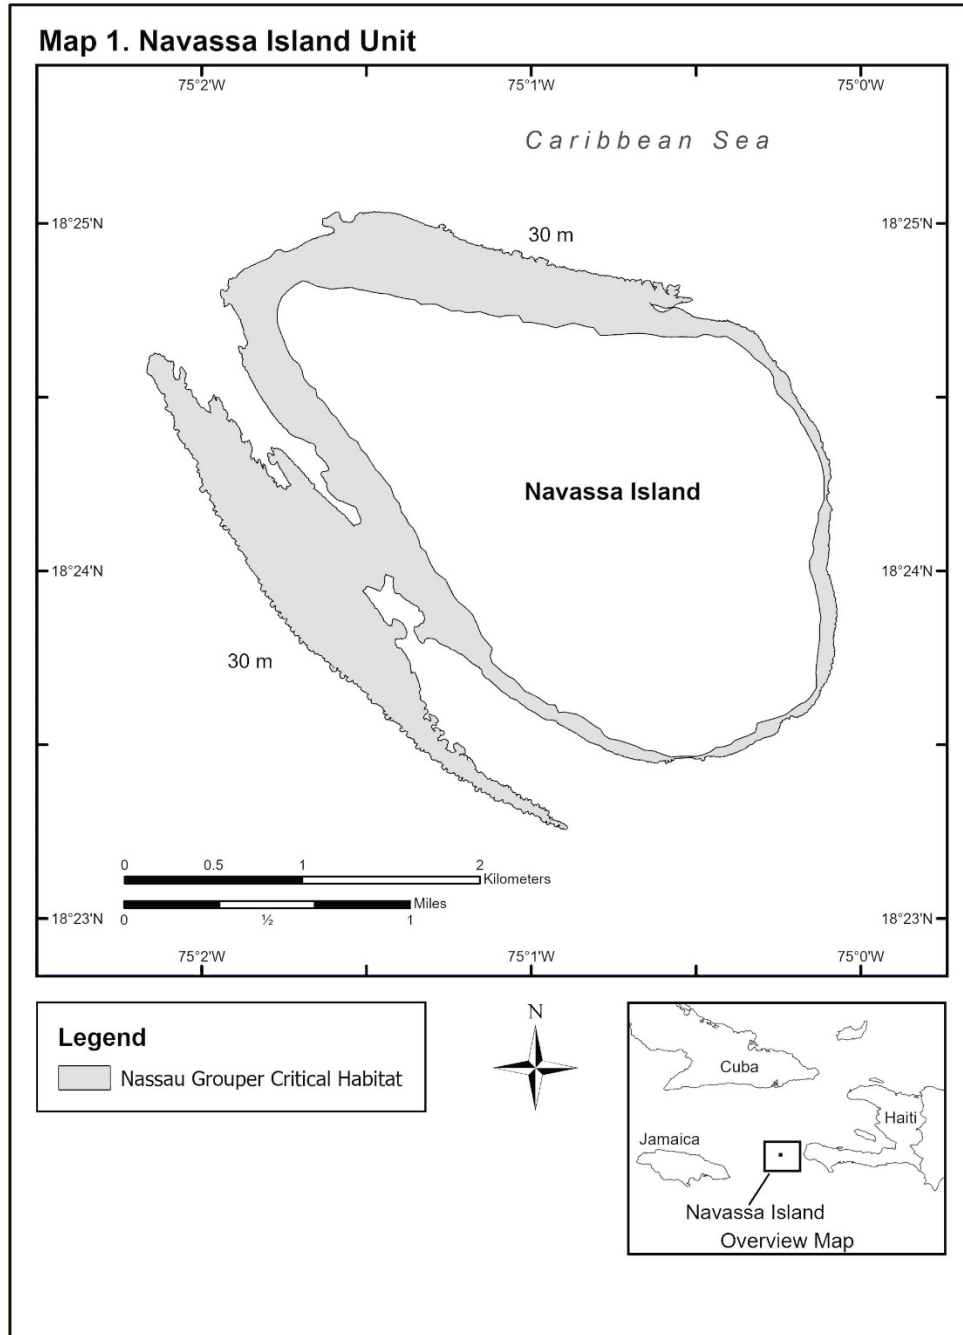 Map 1. Navassa Island Unit
75°2'W 75°1'W 75°0'W
Caribbean Sea
18°25'N 18°25'N
30 m
Navassa Island
18°24'N 18°24'N
30 m
0 0.5 1 2
Kilometers
Miles
0 ½ 1
18°23'N 18°23'N
75°2'W 75°1'W 75°0'W
Legend
Nassau Grouper Critical Habitat
N
Cuba
Haiti
Jamaica
Navassa Island
Overview Map